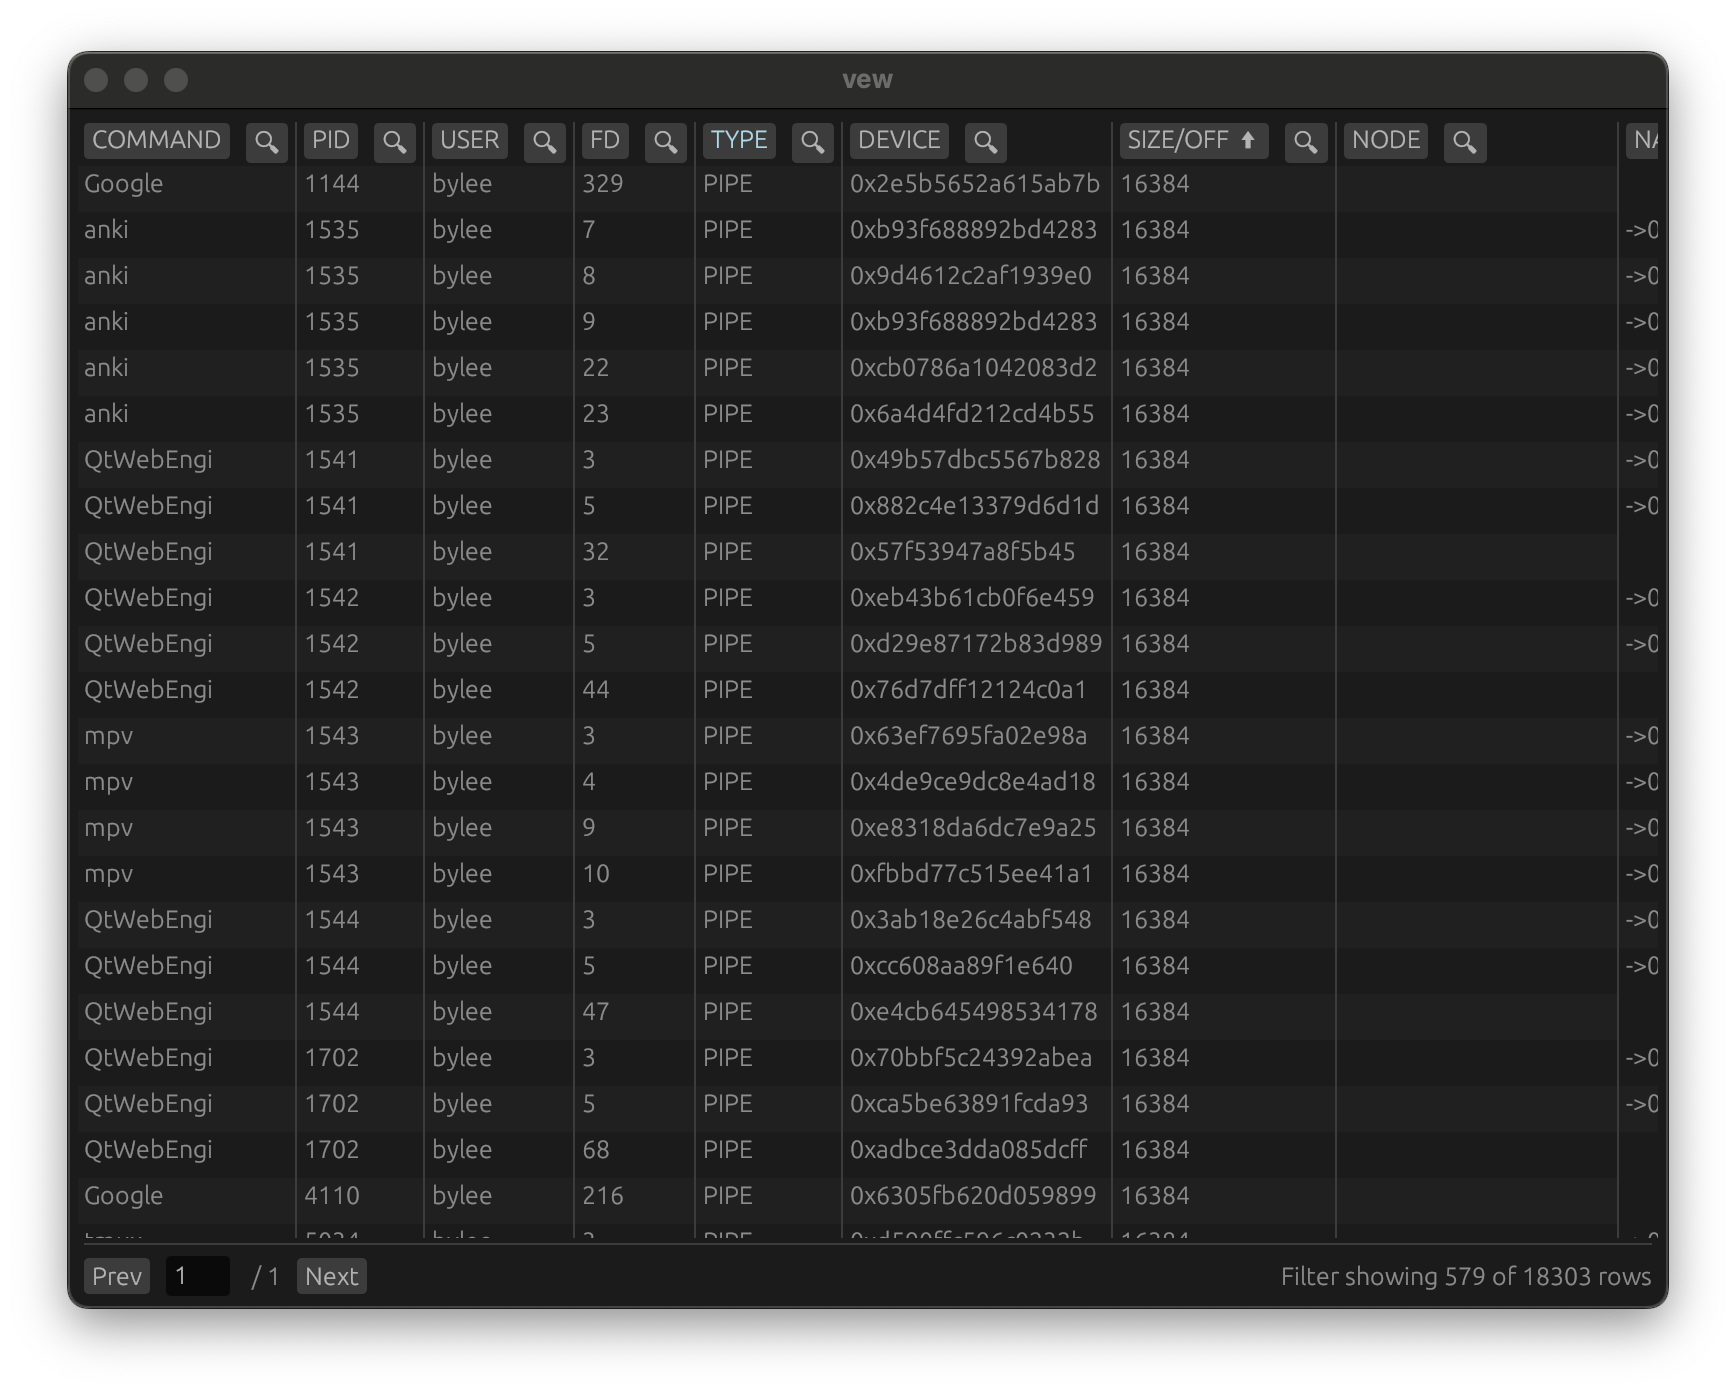 vew
COMMAND PID USER FD TYPE DEVICE SIZE/OFF ⬆ NODE
Google 1144 bylee 329 PIPE 0x2e5b5652a615ab7b 16384
anki 1535 bylee 7 PIPE 0xb93f688892bd4283 16384 ->0
anki 1535 bylee 8 PIPE 0x9d4612c2af1939e0 16384 ->0
anki 1535 bylee 9 PIPE 0xb93f688892bd4283 16384 ->0
anki 1535 bylee 22 PIPE 0xcb0786a1042083d2 16384 ->0
anki 1535 bylee 23 PIPE 0x6a4d4fd212cd4b55 16384 ->0
QtWebEngi 1541 bylee 3 PIPE 0x49b57dbc5567b828 16384 ->0
QtWebEngi 1541 bylee 5 PIPE 0x882c4e13379d6d1d 16384 ->0
QtWebEngi 1541 bylee 32 PIPE 0x57f53947a8f5b45 16384
QtWebEngi 1542 bylee 3 PIPE 0xeb43b61cb0f6e459 16384 ->0
QtWebEngi 1542 bylee 5 PIPE 0xd29e87172b83d989 16384 ->0
QtWebEngi 1542 bylee 44 PIPE 0x76d7dff12124c0a1 16384
mpv 1543 bylee 3 PIPE 0x63ef7695fa02e98a 16384 ->0
mpv 1543 bylee 4 PIPE 0x4de9ce9dc8e4ad18 16384 ->0
mpv 1543 bylee 9 PIPE 0xe8318da6dc7e9a25 16384 ->0
mpv 1543 bylee 10 PIPE 0xfbbd77c515ee41a1 16384 ->0
QtWebEngi 1544 bylee 3 PIPE 0x3ab18e26c4abf548 16384 ->0
QtWebEngi 1544 bylee 5 PIPE 0xcc608aa89f1e640 16384 ->0
QtWebEngi 1544 bylee 47 PIPE 0xe4cb645498534178 16384
QtWebEngi 1702 bylee 3 PIPE 0x70bbf5c24392abea 16384 ->0
QtWebEngi 1702 bylee 5 PIPE 0xca5be63891fcda93 16384 ->0
QtWebEngi 1702 bylee 68 PIPE 0xadbce3dda085dcff 16384
Google 4110 bylee 216 PIPE 0x6305fb620d059899 16384
Prev 1 / 1 Next Filter showing 579 of 18303 rows